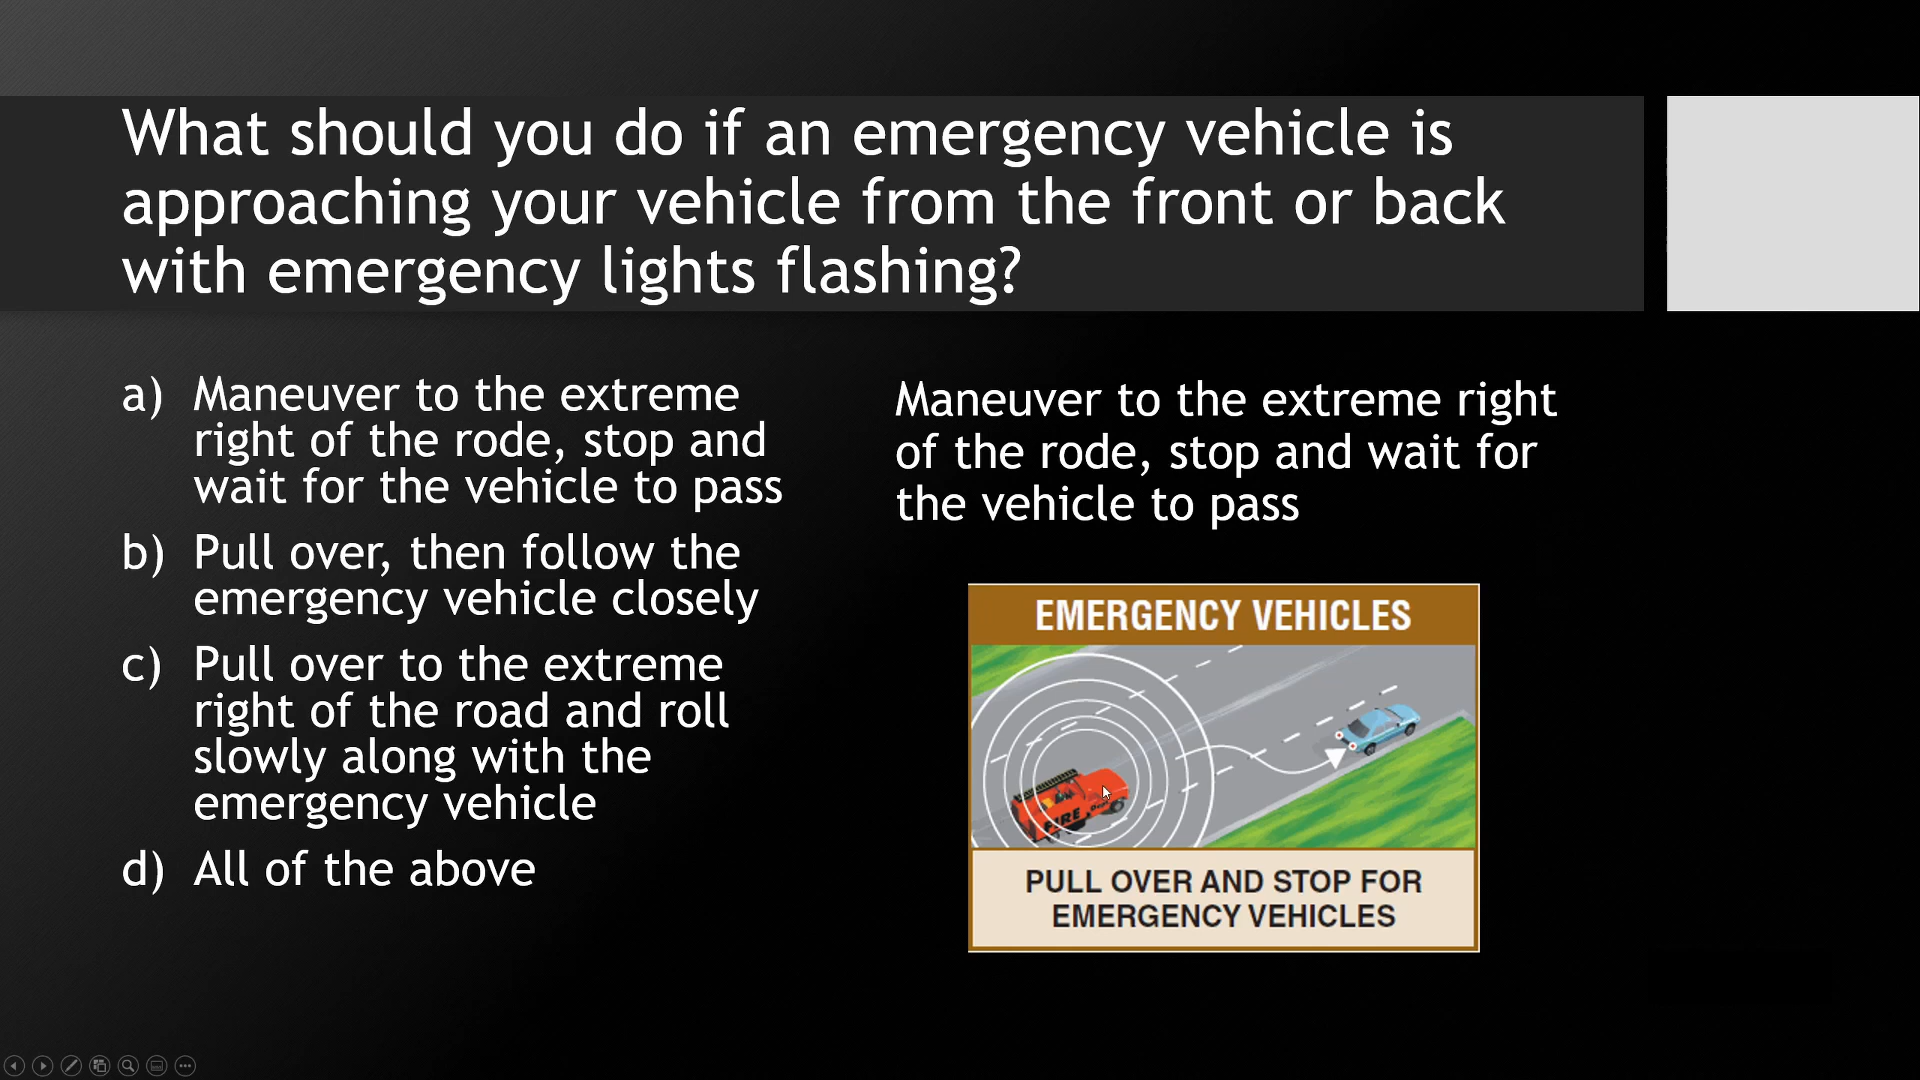 What should you do if an emergency vehicle is
approaching your vehicle from the front or back
with emergency lights flashing?
a) Maneuver to the extreme
right of the rode, stop and
wait for the vehicle to pass
b) Pull over, then follow the
emergency vehicle closely
c) Pull over to the extreme
right of the road and roll
slowly along with the
emergency vehicle
d) All of the above
Maneuver to the extreme right
of the rode, stop and wait for
the vehicle to pass
EMERGENCY VEHICLES
FIRE
Dept
PULL OVER AND STOP FOR
EMERGENCY VEHICLES